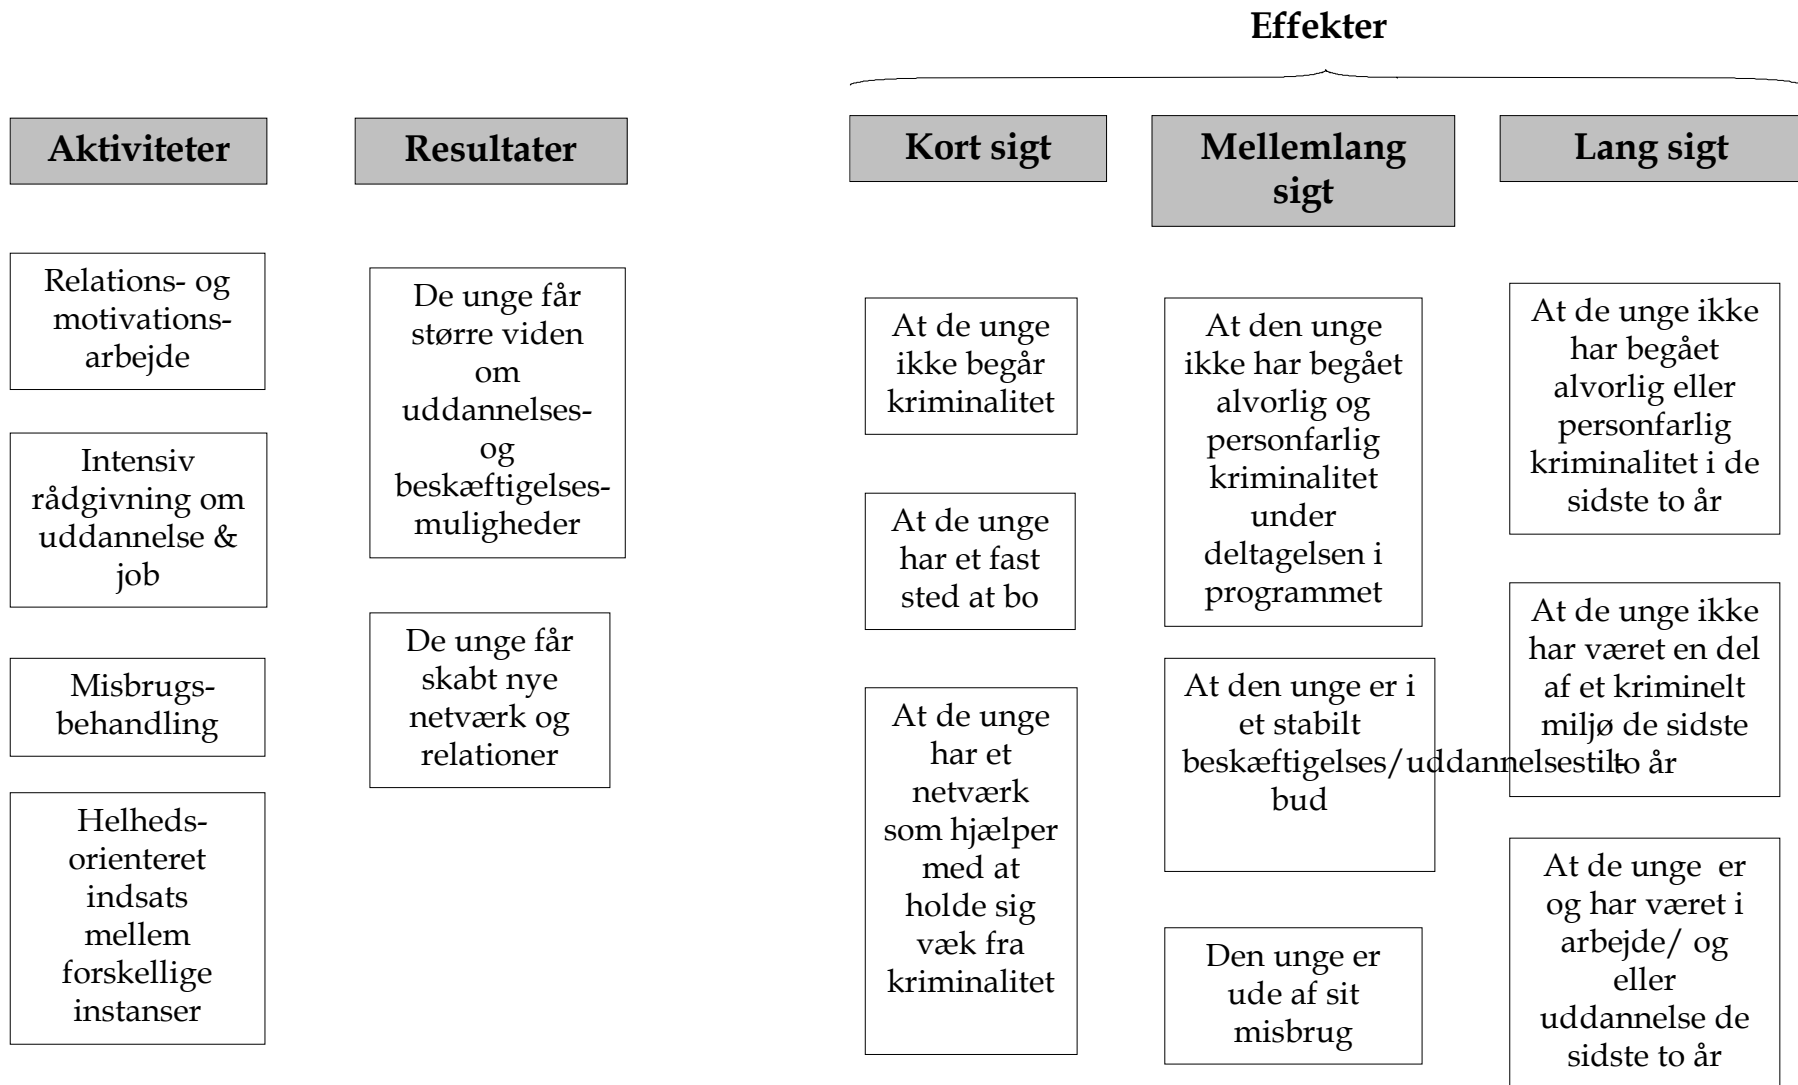 Effekter
Aktiviteter
Resultater
Kort sigt
Mellemlang
sigt
Lang sigt
Relations- og
motivations-
arbejde
Intensiv
rådgivning om
uddannelse &
job
Misbrugs-
behandling
Helheds-
orienteret
indsats
mellem
forskellige
instanser
De unge får
større viden
om
uddannelses-
og
beskæftigelses-
muligheder
De unge får
skabt nye
netværk og
relationer
At de unge
ikke begår
kriminalitet
At de unge
har et fast
sted at bo
At de unge
har et
netværk
som hjælper
med at
holde sig
væk fra
kriminalitet
At den unge
ikke har begået
alvorlig og
personfarlig
kriminalitet
under
deltagelsen i
programmet
At den unge er i
et stabilt
beskæftigelses/uddannelsestil-
bud
Den unge er
ude af sit
misbrug
At de unge ikke
har begået
alvorlig eller
personfarlig
kriminalitet i de
sidste to år
At de unge ikke
har været en del
af et kriminelt
miljø de sidste
to år
At de unge er
og har været i
arbejde/ og
eller
uddannelse de
sidste to år